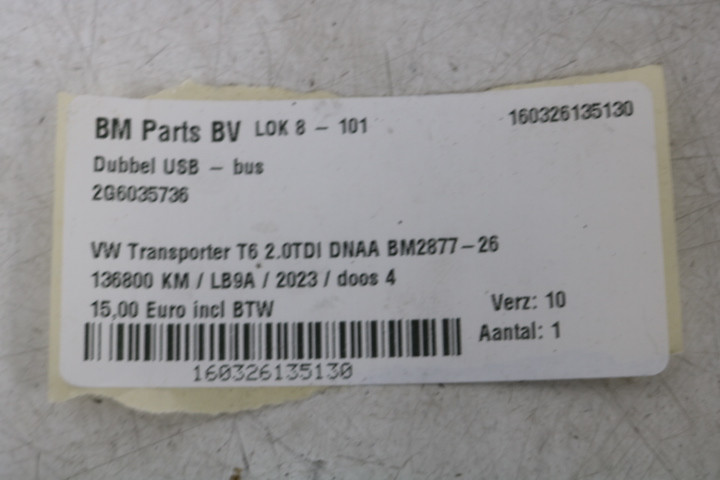 BM Parts BV LOK 8 - 101 160326135130
Dubbel USB - bus
2G6035736
VW Transporter T6 2.0TDI DNAA BM2877-26
136800 KM / LB9A / 2023 / doos 4
15,00 Euro incl BTW Verz: 10
Aantal: 1
160326135130